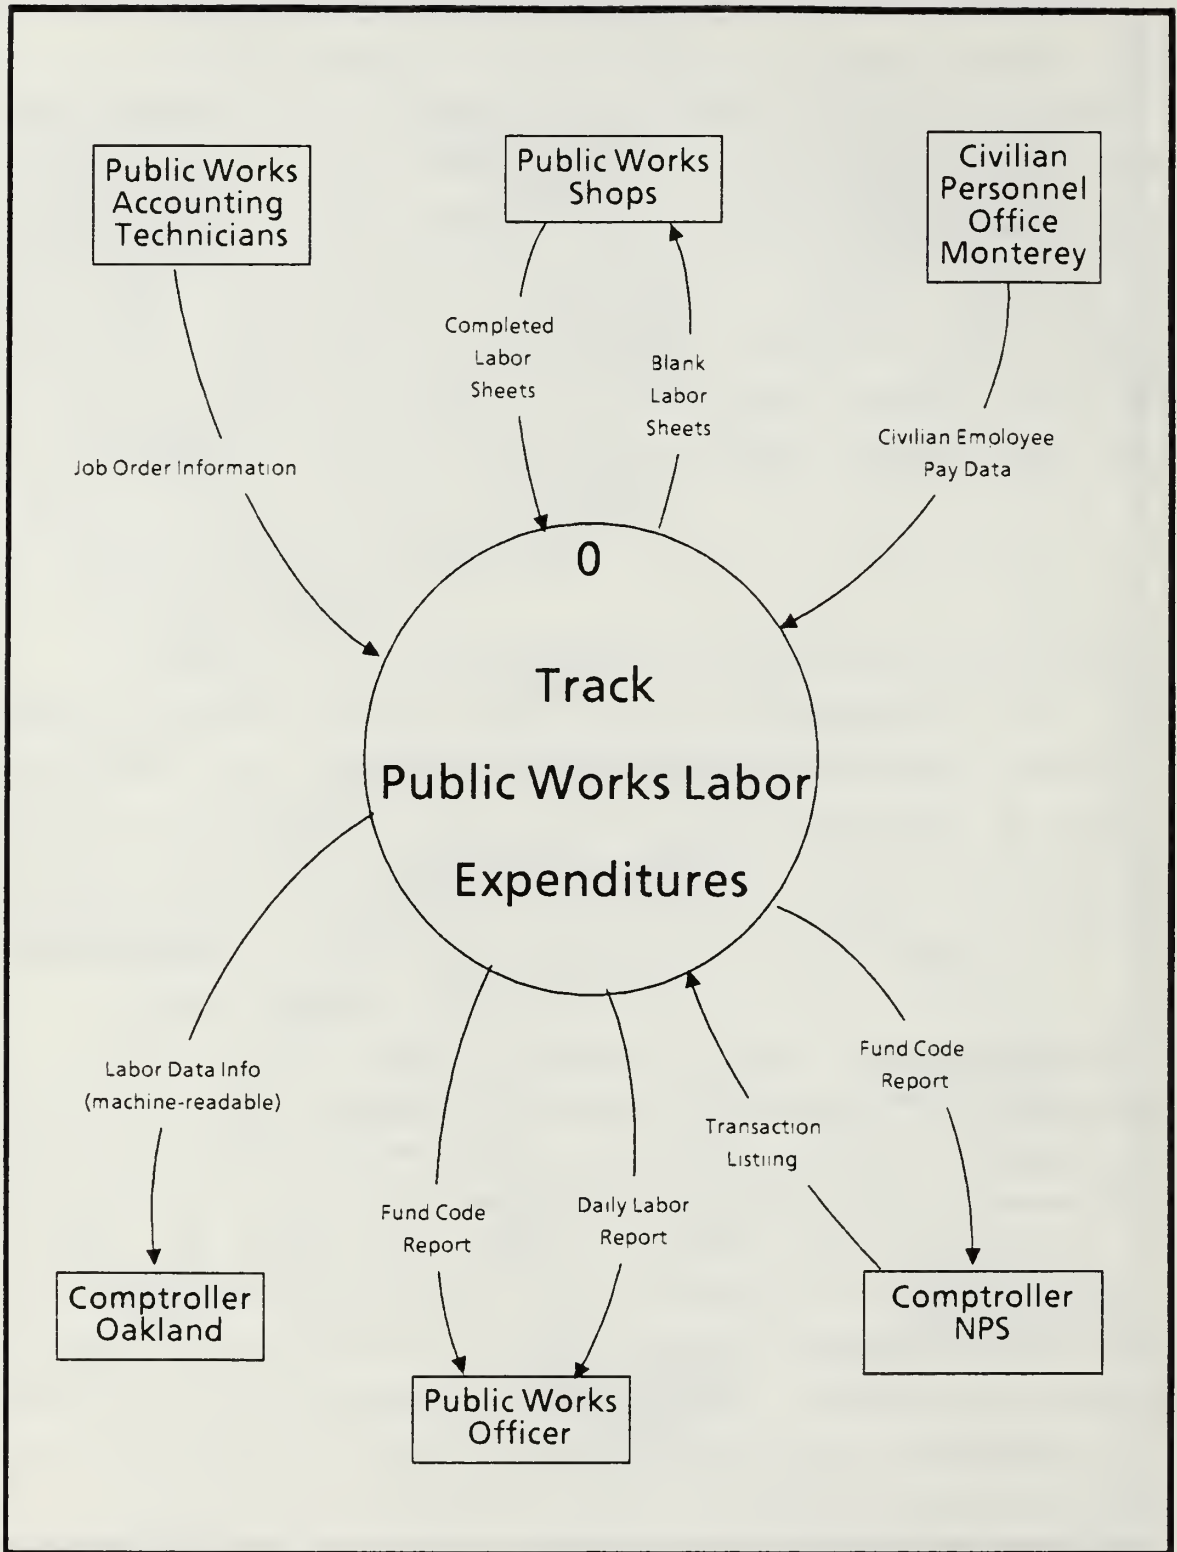 Public Works
Accounting
Technicians
Public Works
Shops
Civilian
Personnel
Office
Monterey
Completed
Labor
Sheets
Blank
Labor
Sheets
Job Order Information
Civilian Employee
Pay Data
0
Track
Public Works Labor
Expenditures
Labor Data Info
(machine-readable)
Fund Code
Report
Daily Labor
Report
Transaction
Listiing
Fund Code
Report
Comptroller
Oakland
Public Works
Officer
Comptroller
NPS